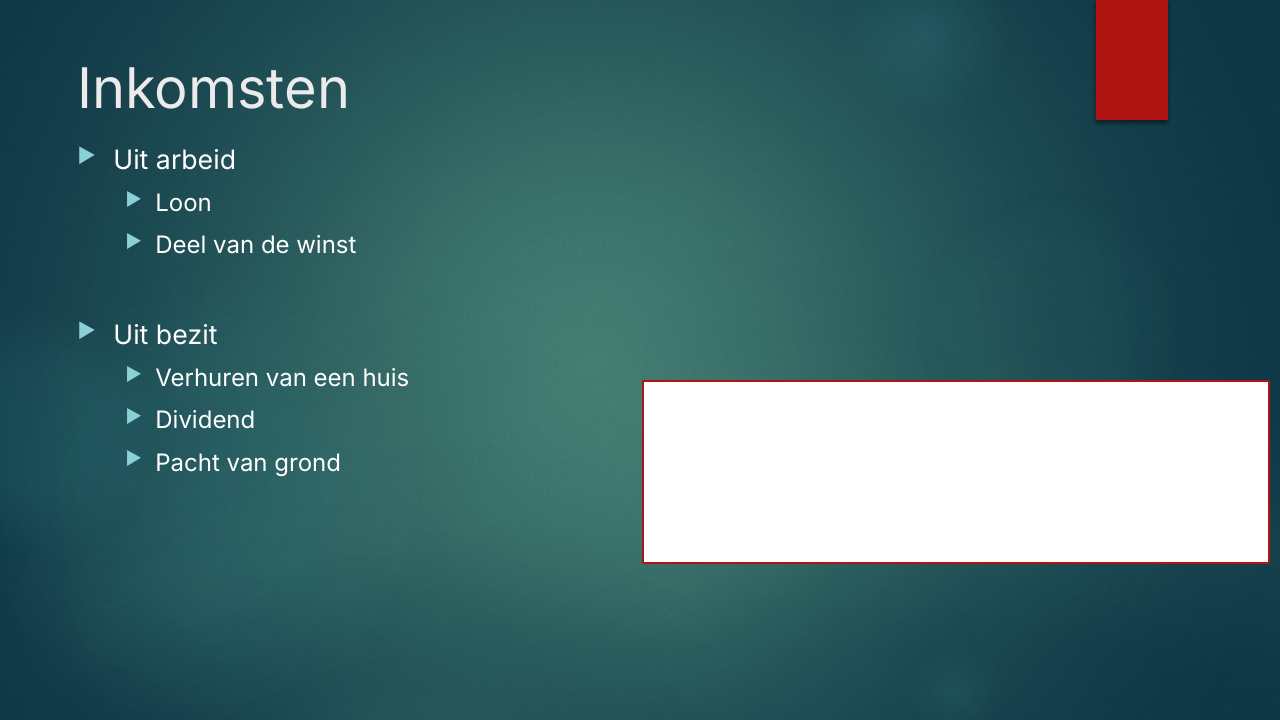 Inkomsten
Uit arbeid
Loon
Deel van de winst
Uit bezit
Verhuren van een huis
Dividend
Pacht van grond